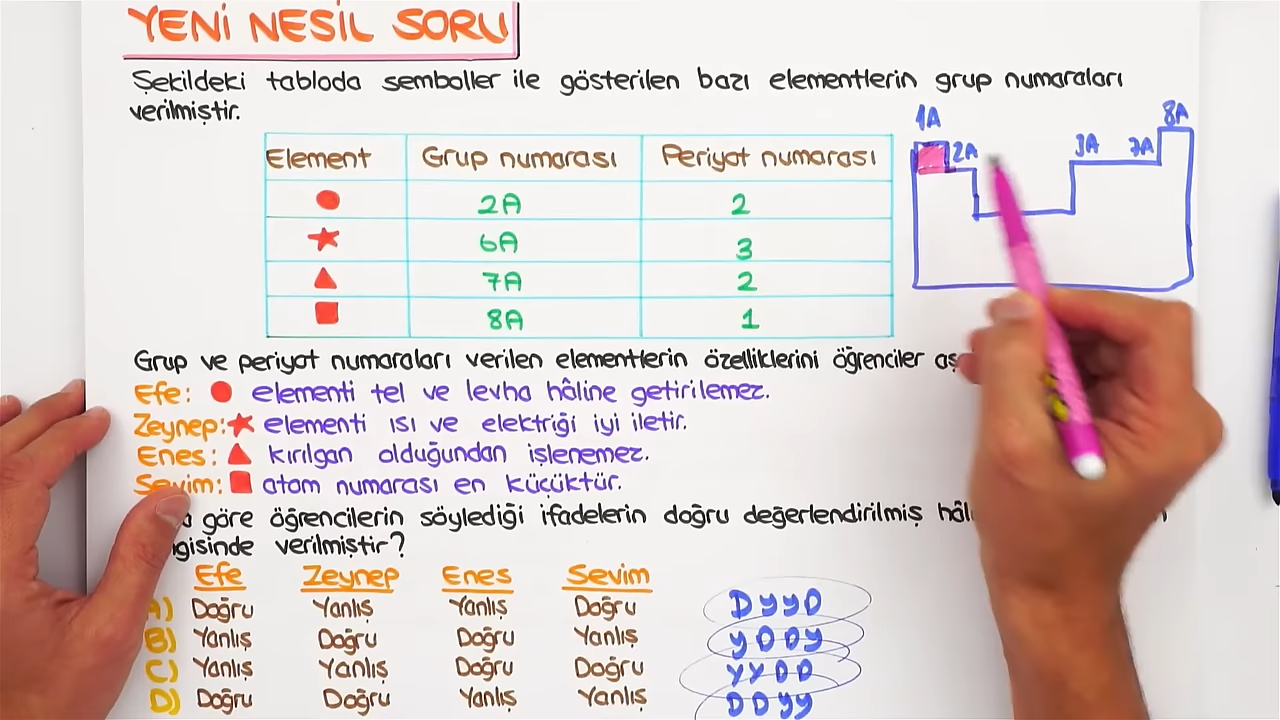 YENİ NESİL SORU
Şekildeki tabloda semboller ile gösterilen bazı elementlerin grup numaraları
verilmiştir.
Element Grup numarası Periyot numarası
2A 2
6A 3
7A 2
8A 1
1A 2A 3A 7A 8A
Grup ve periyot numaraları verilen elementlerin özelliklerini öğrenciler
Efe: elementi tel ve levha hâline getirilemez.
Zeynep: elementi ısı ve elektriği iyi iletir.
Enes: kırılgan olduğundan işlenemez.
Sevim: atom numarası en küçüktür.
göre öğrencilerin söylediği ifadelerin doğru değerlendirilmiş
verilmiştir?
Efe Zeynep Enes Sevim
A) Doğru Yanlış Yanlış Doğru DYYD
B) Yanlış Doğru Doğru Yanlış YDDY
C) Yanlış Yanlış Doğru Doğru YYDD
D) Doğru Doğru Yanlış Yanlış DDYY